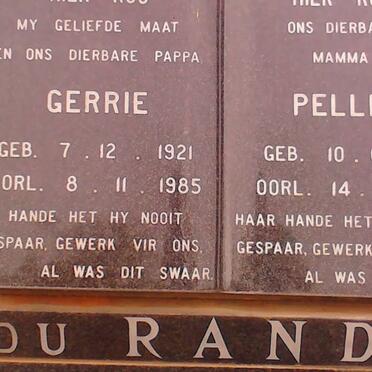 MY GELIEFDE MAAT
EN ONS DIERBARE PAPPA
GERRIE
GEB. 7 . 12 . 1921
OORL. 8 . 11 . 1985
HANDE HET HY NOOIT
GESPAAR, GEWERK VIR ONS,
AL WAS DIT SWAAR.
HIER
ONS DIERBA
MAMMA
PELL
GEB. 10 .
OORL. 14 .
HAAR HANDE HET
GESPAAR, GEWERK
AL WAS
DU RAND